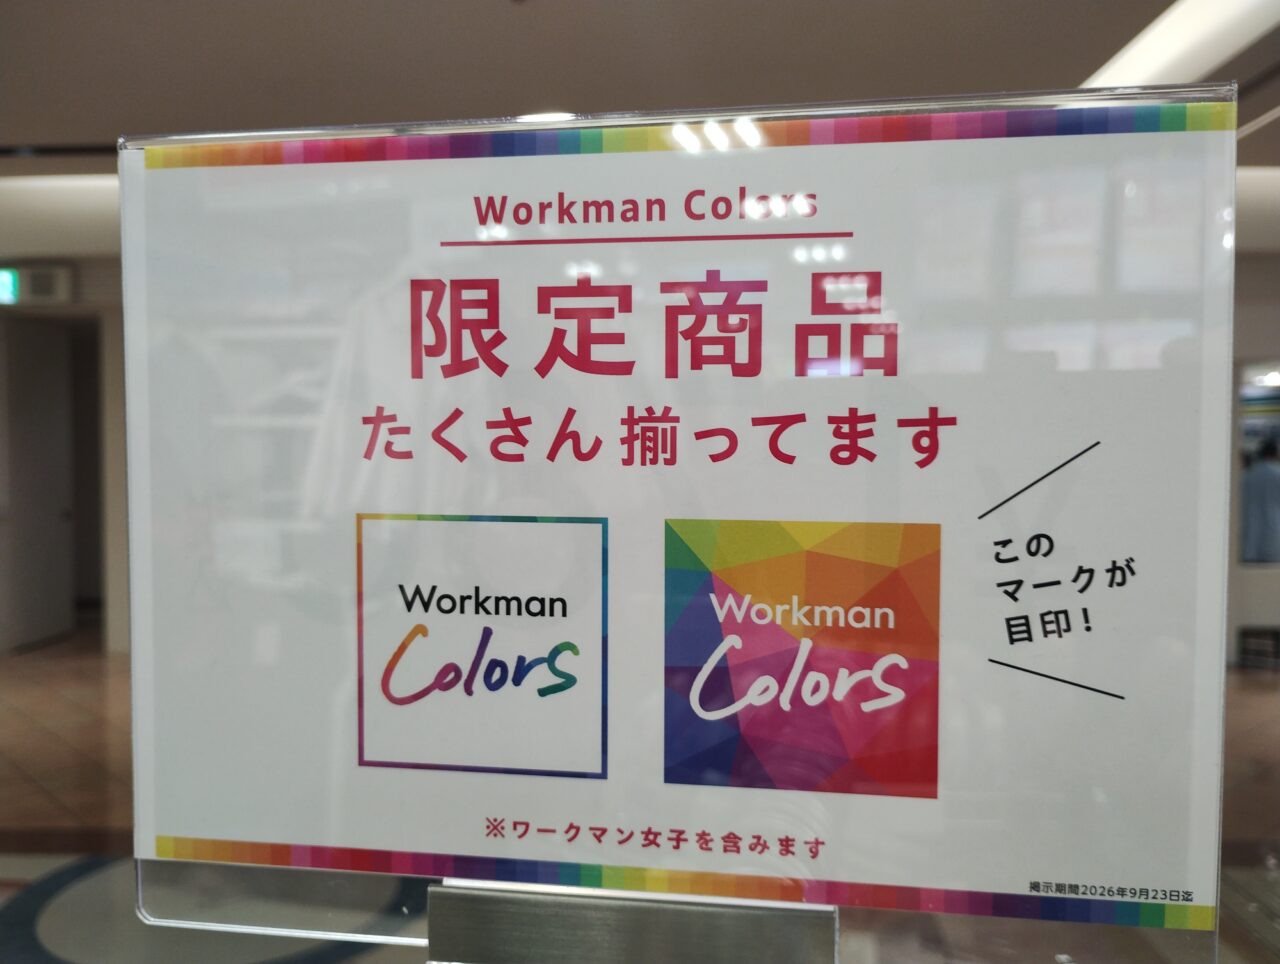 Workman Colors
限定商品
たくさん揃ってます
Workman
Colors
Workman
Colors
この
マークが
目印!
※ワークマン女子を含みます
掲示期間2026年9月23日迄